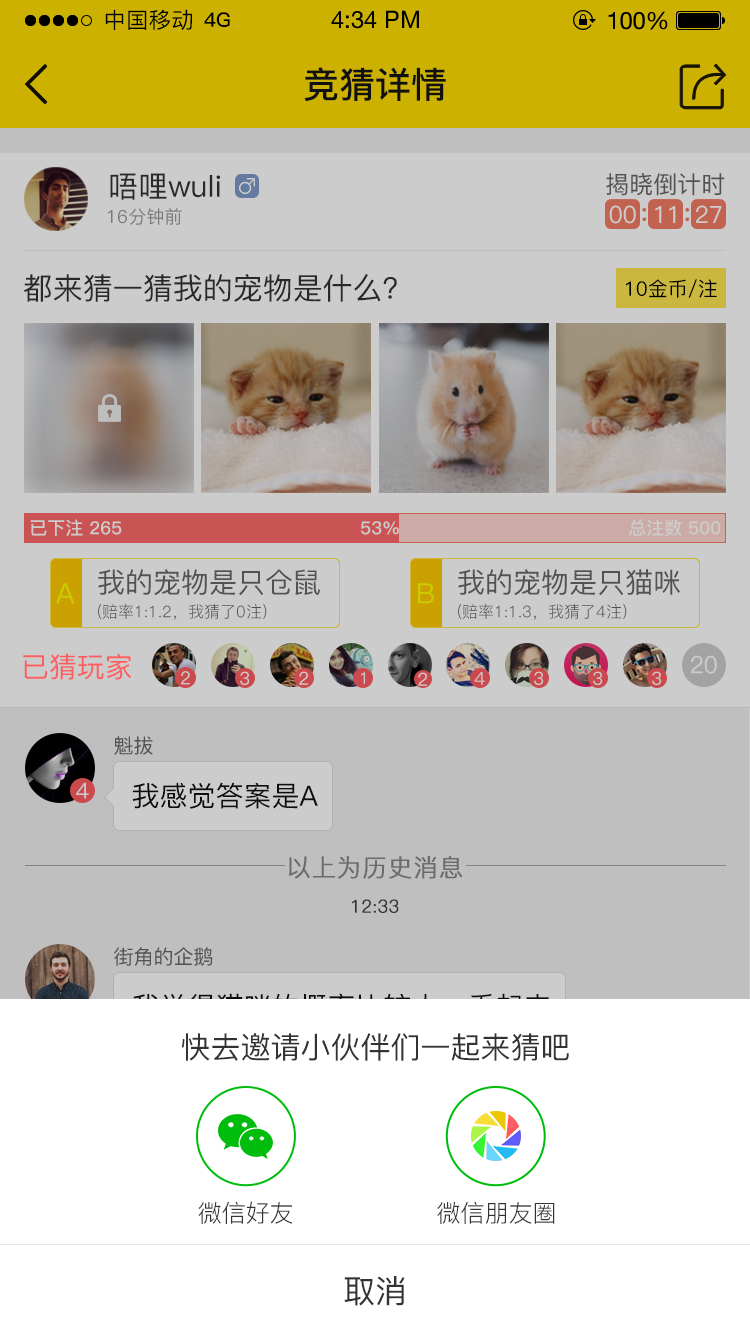 中国移动 4G 4:34 PM 100%
竞猜详情
唔哩wuli
16分钟前
揭晓倒计时
00:11:27
都来猜一猜我的宠物是什么?
10金币/注
已下注 265 53% 总注数 500
A 我的宠物是只仓鼠
(赔率1:1.2，我猜了0注)
B 我的宠物是只猫咪
(赔率1:1.3，我猜了4注)
已猜玩家 2 3 2 1 2 4 3 3 3 20
魁拔
4
我感觉答案是A
以上为历史消息
12:33
街角的企鹅
快去邀请小伙伴们一起来猜吧
微信好友
微信朋友圈
取消